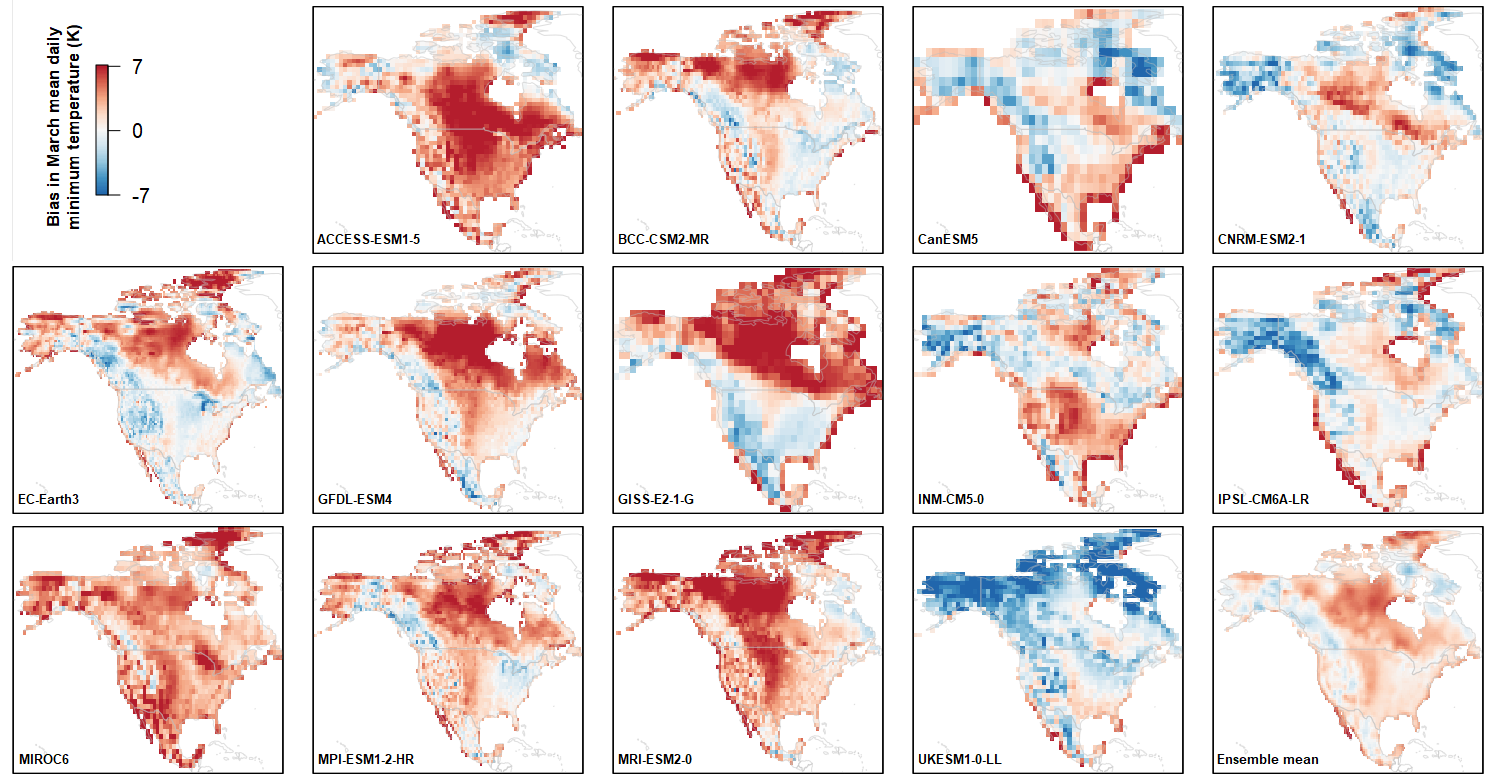 Bias in March mean daily
minimum temperature (K)
7
0
-7
ACCESS-ESM1-5
BCC-CSM2-MR
CanESM5
CNRM-ESM2-1
EC-Earth3
GFDL-ESM4
GISS-E2-1-G
INM-CM5-0
IPSL-CM6A-LR
MIROC6
MPI-ESM1-2-HR
MRI-ESM2-0
UKESM1-0-LL
Ensemble mean